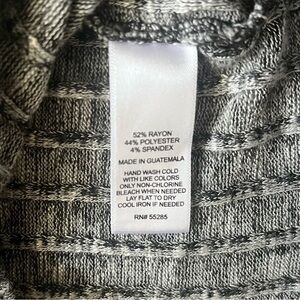 52% RAYON
44% POLYESTER
4% SPANDEX
MADE IN GUATEMALA
HAND WASH COLD
WITH LIKE COLORS
ONLY NON-CHLORINE
BLEACH WHEN NEEDED
LAY FLAT TO DRY
COOL IRON IF NEEDED
RN# 55285